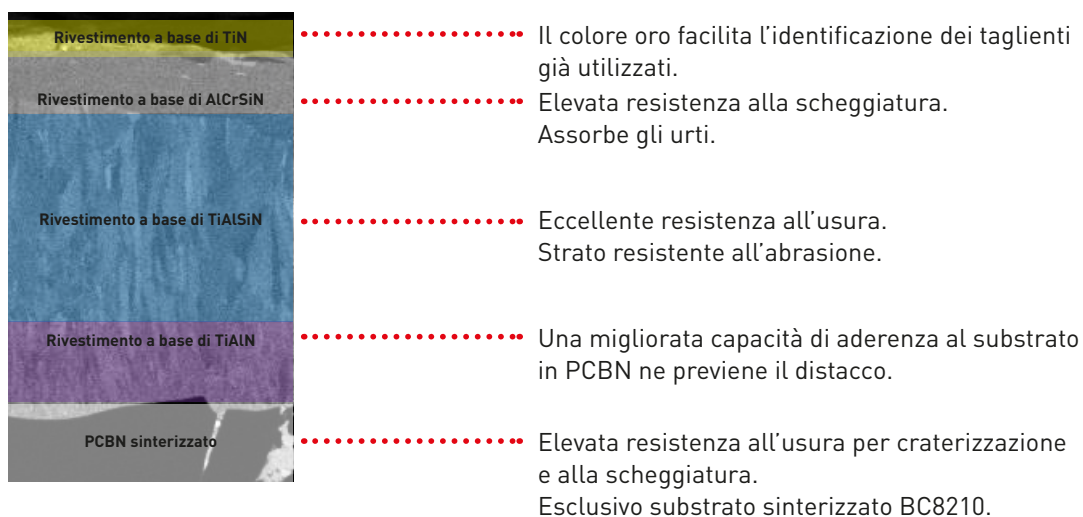 Rivestimento a base di TiN
Il colore oro facilita l'identificazione dei taglienti
già utilizzati.
Rivestimento a base di AlCrSiN
Elevata resistenza alla scheggiatura.
Assorbe gli urti.
Rivestimento a base di TiAlSiN
Eccellente resistenza all'usura.
Strato resistente all'abrasione.
Rivestimento a base di TiAlN
Una migliorata capacità di aderenza al substrato
in PCBN ne previene il distacco.
PCBN sinterizzato
Elevata resistenza all'usura per craterizzazione
e alla scheggiatura.
Esclusivo substrato sinterizzato BC8210.